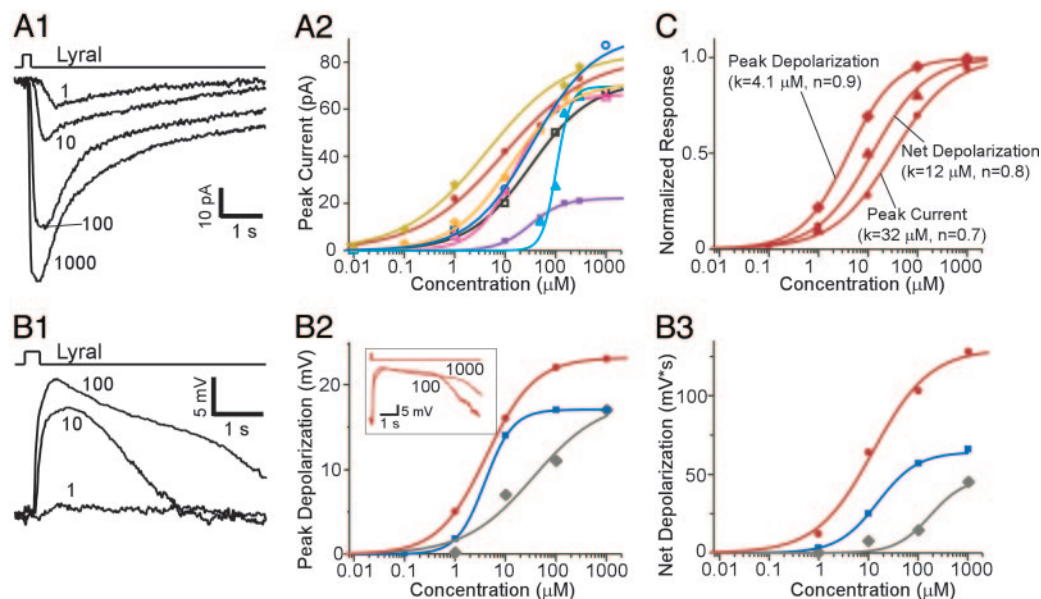 A1
Lyral
1
10
100
1000
10 pA
1 s
A2
Peak Current (pA)
80
60
40
20
0
0.01 0.1 1 10 100 1000
Concentration (μM)
C
Normalized Response
1.0
0.5
0
Peak Depolarization
(k=4.1 μM, n=0.9)
Net Depolarization
(k=12 μM, n=0.8)
Peak Current
(k=32 μM, n=0.7)
0.01 0.1 1 10 100 1000
Concentration (μM)
B1
Lyral
100
10
1
5 mV
1 s
B2
Peak Depolarization (mV)
20
10
0
1000
100
5 mV
1 s
0.01 0.1 1 10 100 1000
Concentration (μM)
B3
Net Depolarization (mV*s)
100
50
0
0.01 0.1 1 10 100 1000
Concentration (μM)